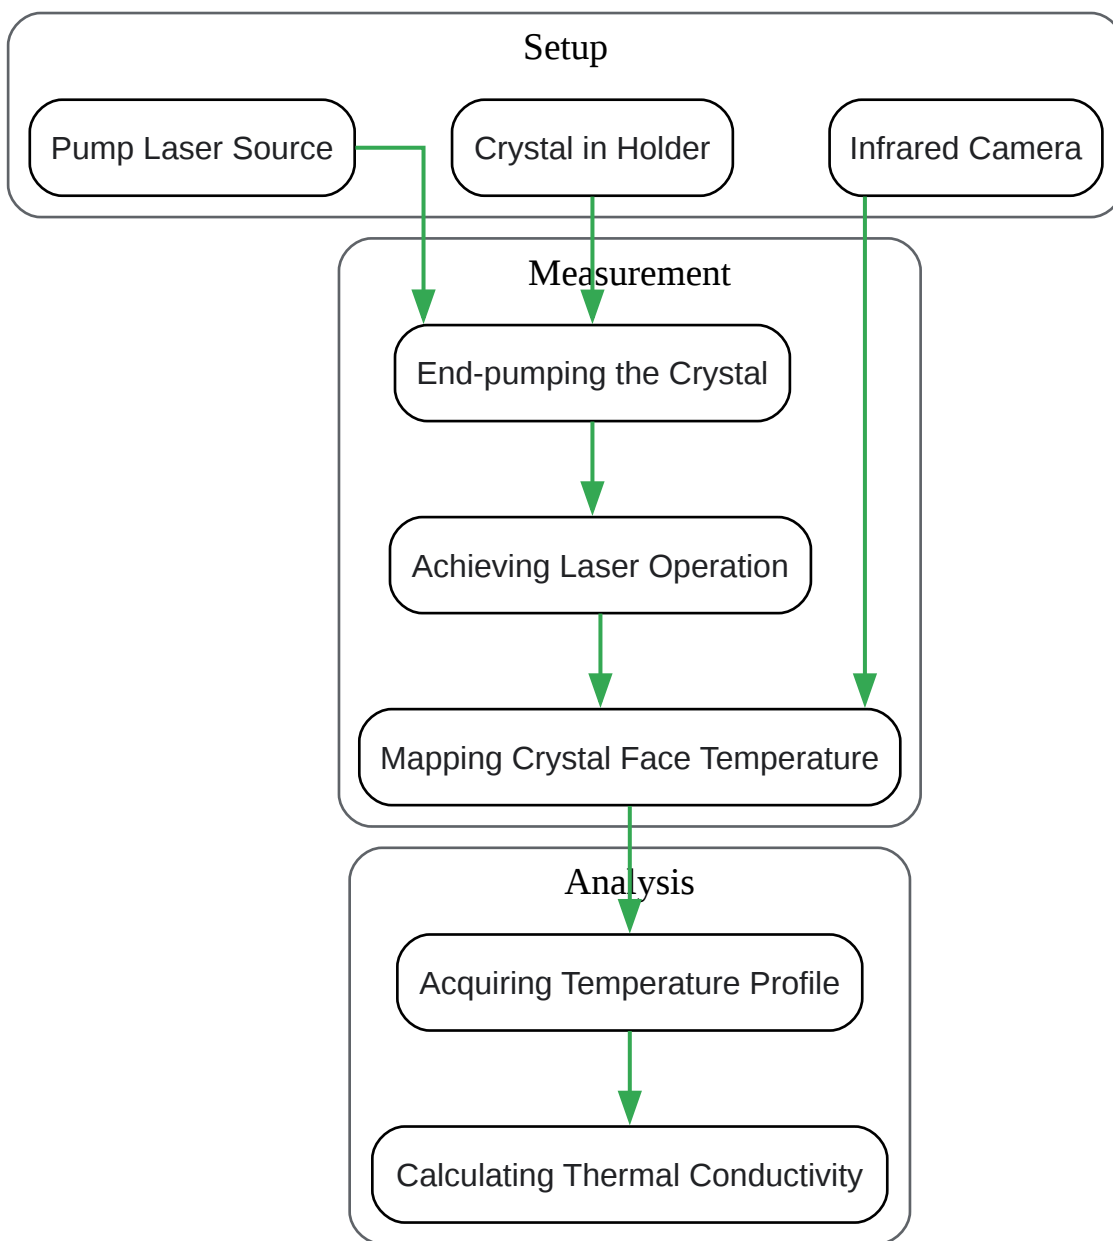 Setup
Pump Laser Source
Crystal in Holder
Infrared Camera
Measurement
End-pumping the Crystal
Achieving Laser Operation
Mapping Crystal Face Temperature
Analysis
Acquiring Temperature Profile
Calculating Thermal Conductivity